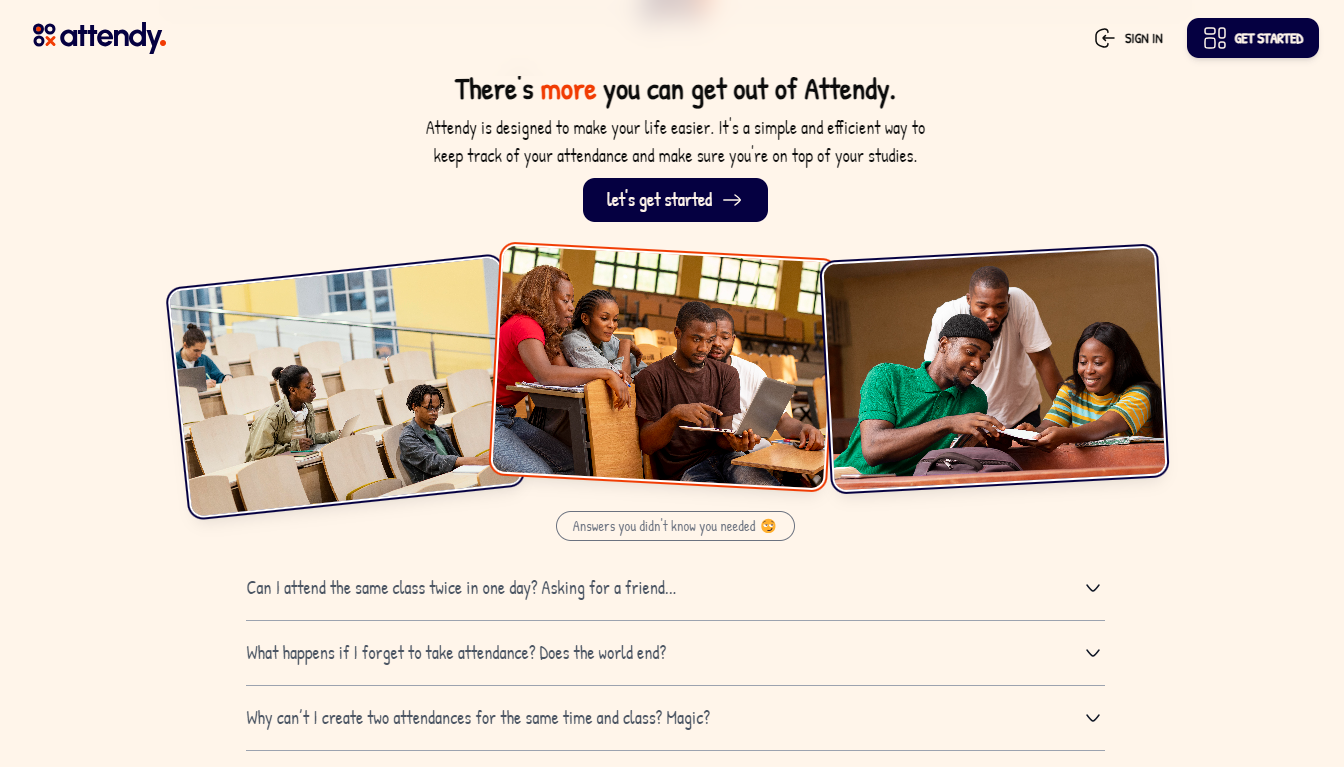 attendy.
SIGN IN
GET STARTED
There's more you can get out of Attendy.
Attendy is designed to make your life easier. It's a simple and efficient way to
keep track of your attendance and make sure you're on top of your studies.
let's get started →
Answers you didn't know you needed 🙄
Can I attend the same class twice in one day? Asking for a friend...
What happens if I forget to take attendance? Does the world end?
Why can't I create two attendances for the same time and class? Magic?